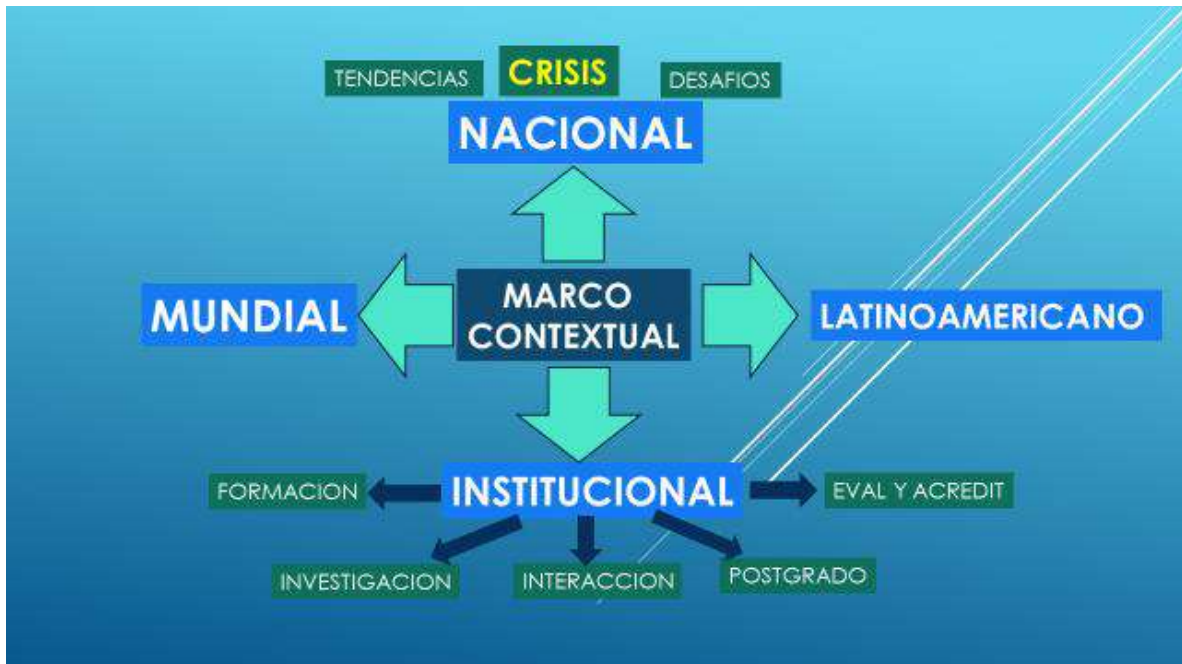 TENDENCIAS
CRISIS
DESAFIOS
NACIONAL
MUNDIAL
MARCO
CONTEXTUAL
LATINOAMERICANO
INSTITUCIONAL
FORMACION
EVAL Y ACREDIT
INVESTIGACION
INTERACCION
POSTGRADO